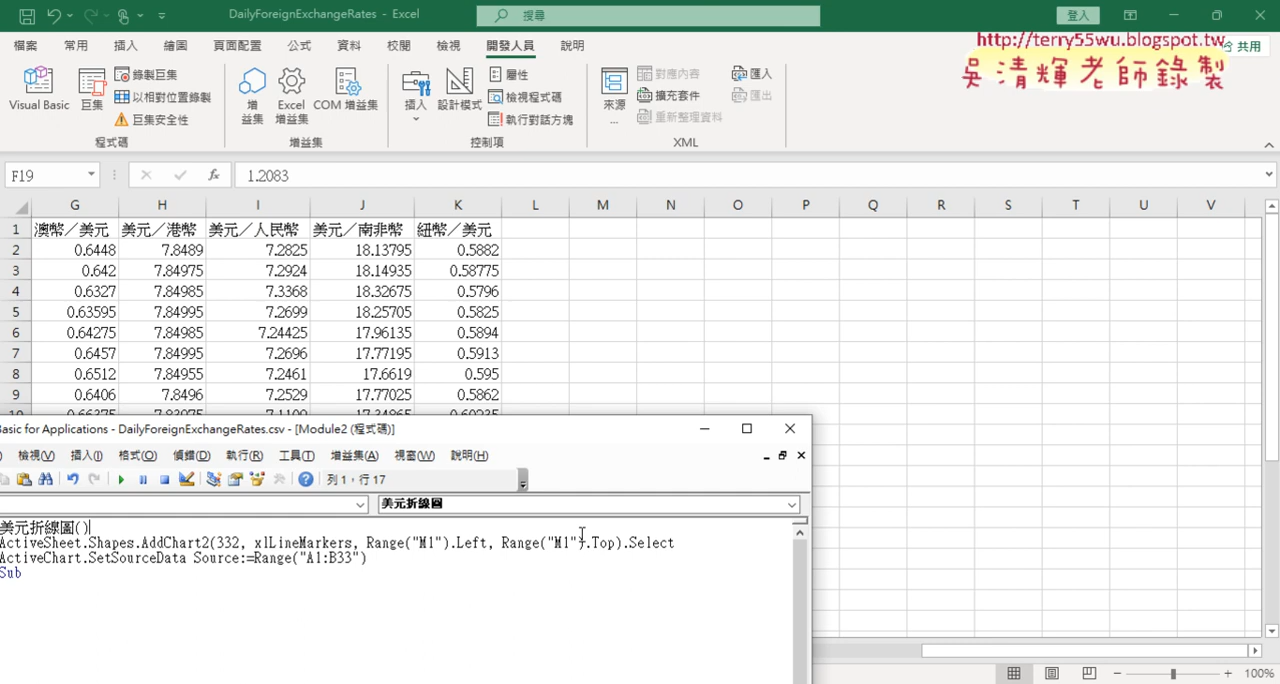 DailyForeignExchangeRates - Excel
搜尋
登入
檔案 常用 插入 繪圖 頁面配置 公式 資料 校閱 檢視 開發人員 說明
共用
http://terry55wu.blogspot.tw
吳清輝老師錄製
Visual Basic
巨集
錄製巨集
以相對位置錄製
巨集安全性
程式碼
增益集
Excel 增益集
COM 增益集
增益集
插入
設計模式
屬性
檢視程式碼
執行對話方塊
控制項
來源
...
對應內容
擴充套件
重新整理資料
匯入
匯出
XML
F19
fx
1.2083
G H I J K L M N O P Q R S T U V
1 澳幣／美元 美元／港幣 美元／人民幣 美元／南非幣 紐幣／美元
2 0.6448 7.8489 7.2825 18.13795 0.5882
3 0.642 7.84975 7.2924 18.14935 0.58775
4 0.6327 7.84985 7.3368 18.32675 0.5796
5 0.63595 7.84995 7.2699 18.25705 0.5825
6 0.64275 7.84985 7.24425 17.96135 0.5894
7 0.6457 7.84995 7.2696 17.77195 0.5913
8 0.6512 7.84955 7.2461 17.6619 0.595
9 0.6406 7.8496 7.2529 17.77025 0.5862
Basic for Applications - DailyForeignExchangeRates.csv - [Module2 (程式碼)]
檢視(V) 插入(I) 格式(O) 偵錯(D) 執行(R) 工具(T) 增益集(A) 視窗(W) 說明(H)
列 1，行 17
美元折線圖
美元折線圖()
ActiveSheet.Shapes.AddChart2(332, xlLineMarkers, Range("M1").Left, Range("M1").Top).Select
ActiveChart.SetSourceData Source:=Range("A1:B33")
Sub
100%